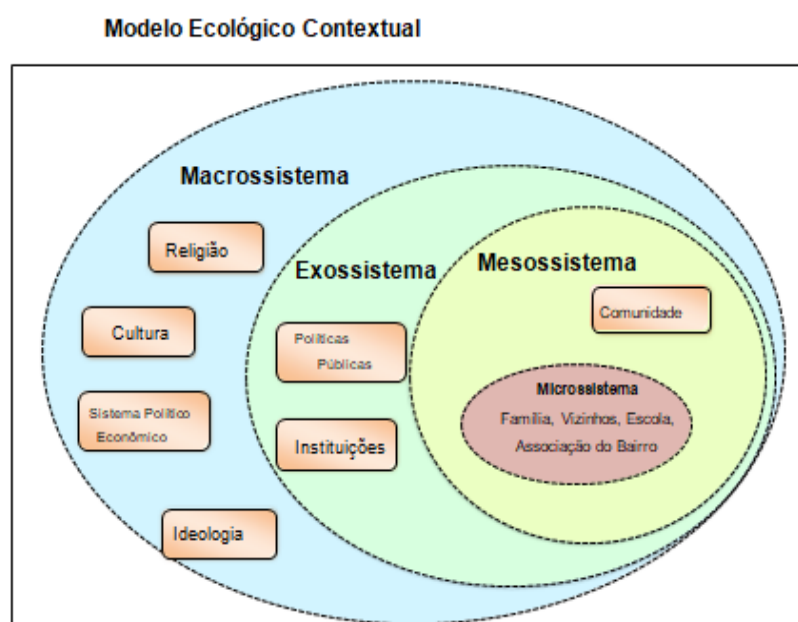 Modelo Ecológico Contextual
Macrossistema
Religião
Cultura
Sistema Político
Econômico
Ideologia
Exossistema
Políticas
Públicas
Instituições
Mesossistema
Comunidade
Microssistema
Família, Vizinhos, Escola,
Associação do Bairro